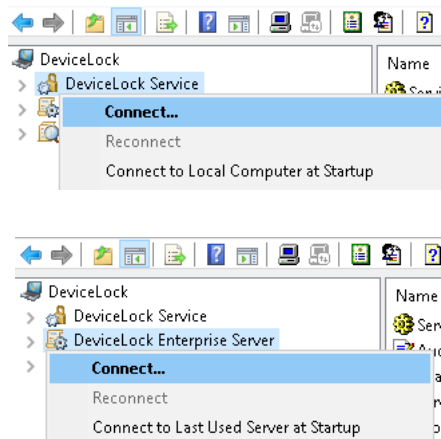 DeviceLock
Name
DeviceLock Service
Connect...
Reconnect
Connect to Local Computer at Startup
DeviceLock
Name
DeviceLock Service
DeviceLock Enterprise Server
Connect...
Reconnect
Connect to Last Used Server at Startup